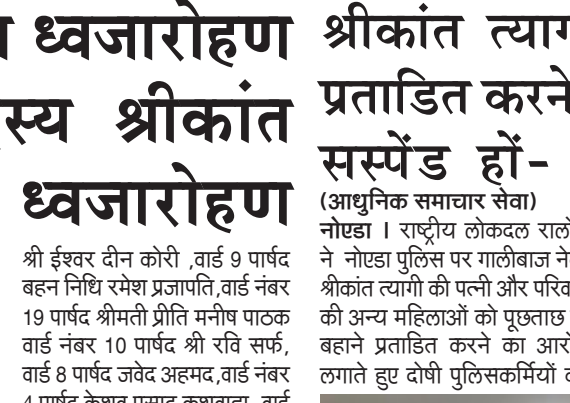 ध्वजारोहण
स्य श्रीकांत
ध्वजारोहण
श्री ईश्वर दीन कोरी ,वार्ड 9 पार्षद
बहन निधि रमेश प्रजापति,वार्ड नंबर
19 पार्षद श्रीमती प्रीति मनीष पाठक
वार्ड नंबर 10 पार्षद श्री रवि सर्फ,
वार्ड 8 पार्षद जवेद अहमद,वार्ड नंबर
श्रीकांत
प्रताडित करने
सस्पेंड हों-
(आधुनिक समाचार सेवा)
नोएडा । राष्ट्रीय लोकदल
ने नोएडा पुलिस पर गालीबाज
श्रीकांत त्यागी की पत्नी और
की अन्य महिलाओं को पूछताछ
बहाने प्रताडित करने का
लगाते हुए दोषी पुलिसकर्मियों